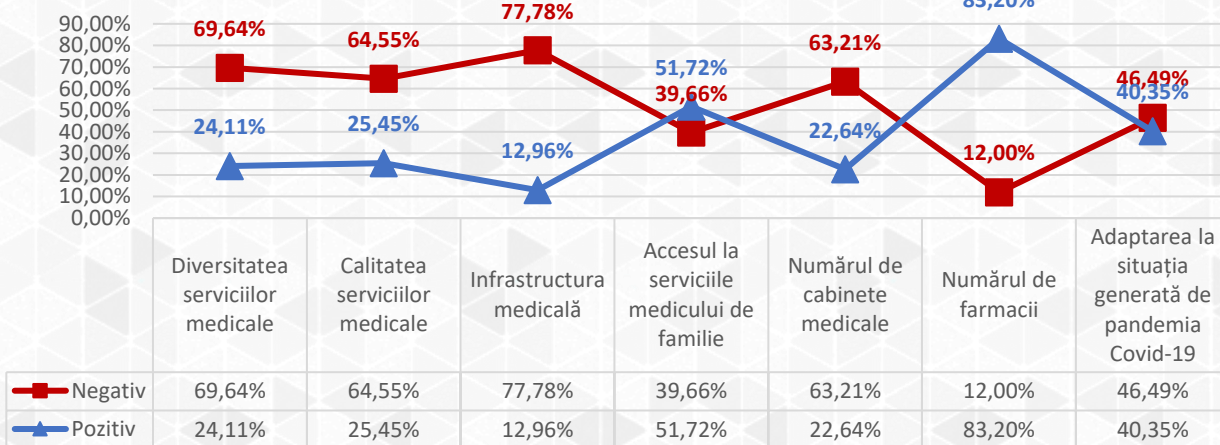 83,20%
77,78%
90,00%
69,64%
64,55%
63,21%
80,00%
70,00%
51,72%
46,49%
60,00%
39,66%
40,35%
50,00%
24,11%
25,45%
22,64%
40,00%
12,96%
12,00%
30,00%
20,00%
10,00%
0,00%
Diversitatea
serviciilor
medicale
Calitatea
serviciilor
medicale
Infrastructura
medicală
Accesul la
serviciile
medicului de
familie
Numărul de
cabinete
medicale
Numărul de
farmacii
Adaptarea la
situația
generată de
pandemia
Covid-19
Negativ 69,64% 64,55% 77,78% 39,66% 63,21% 12,00% 46,49%
Pozitiv 24,11% 25,45% 12,96% 51,72% 22,64% 83,20% 40,35%